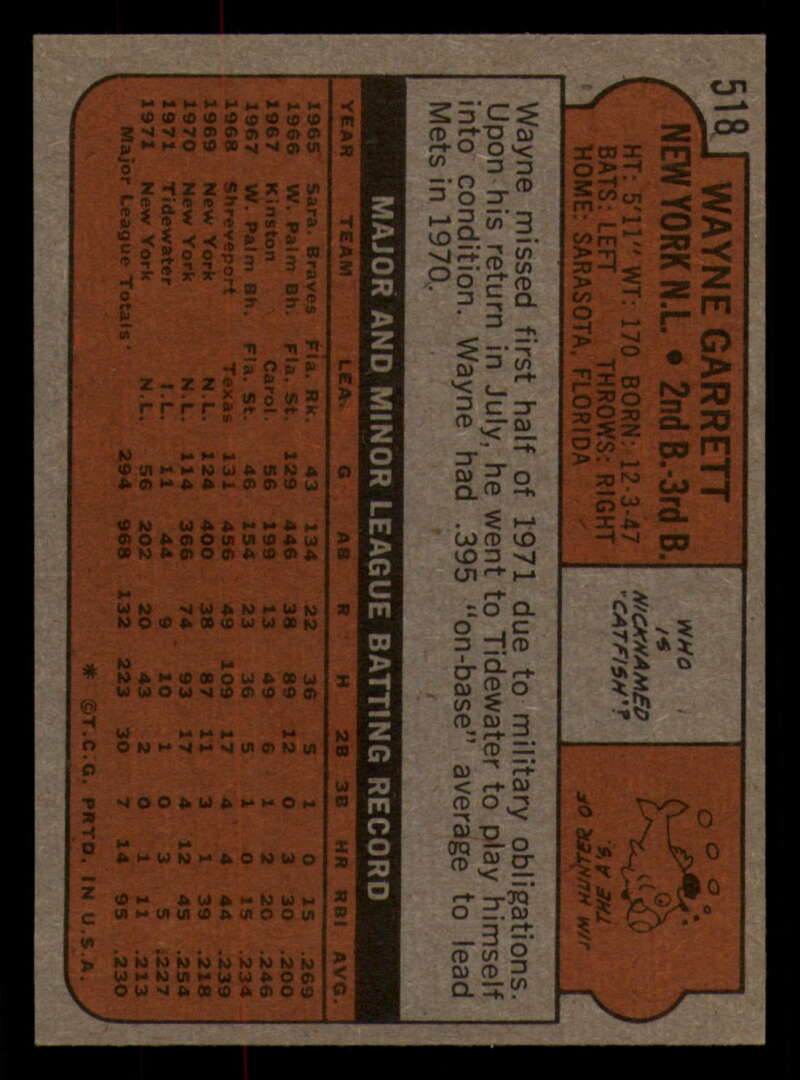 518
WAYNE GARRETT
NEW YORK N.L. • 2nd B.-3rd B.
HT: 5'11" WT: 170 BORN: 12-3-47
BATS: LEFT THROWS: RIGHT
HOME: SARASOTA, FLORIDA
WHO
IS
NICKNAMED
"CATFISH"?
JIM HUNTER OF
THE A'S.
Wayne missed first half of 1971 due to military obligations.
Upon his return in July, he went to Tidewater to play himself
into condition. Wayne had .395 "on-base" average to lead
Mets in 1970.
MAJOR AND MINOR LEAGUE BATTING RECORD
YEAR TEAM LEA. G AB R H 2B 3B HR RBI AVG.
1965 Sara. Braves Fla. Rk. 43 134 22 36 5 1 0 15 .269
1966 W. Palm Bh. Fla. St. 129 446 38 89 12 0 3 30 .200
1967 Kinston Carol. 56 199 13 49 6 1 2 20 .246
1967 W. Palm Bh. Fla. St. 46 154 23 36 5 1 0 15 .234
1968 Shreveport Texas 131 456 49 109 17 4 4 44 .239
1969 New York N.L. 124 400 38 87 11 3 1 39 .218
1970 New York N.L. 114 366 74 93 17 4 12 45 .254
1971 Tidewater I.L. 11 44 9 10 1 0 3 5 .227
1971 New York N.L. 56 202 20 43 2 0 1 11 .213
Major League Totals 294 968 132 223 30 7 14 95 .230
* ©T.C.G. PRTD. IN U.S.A.